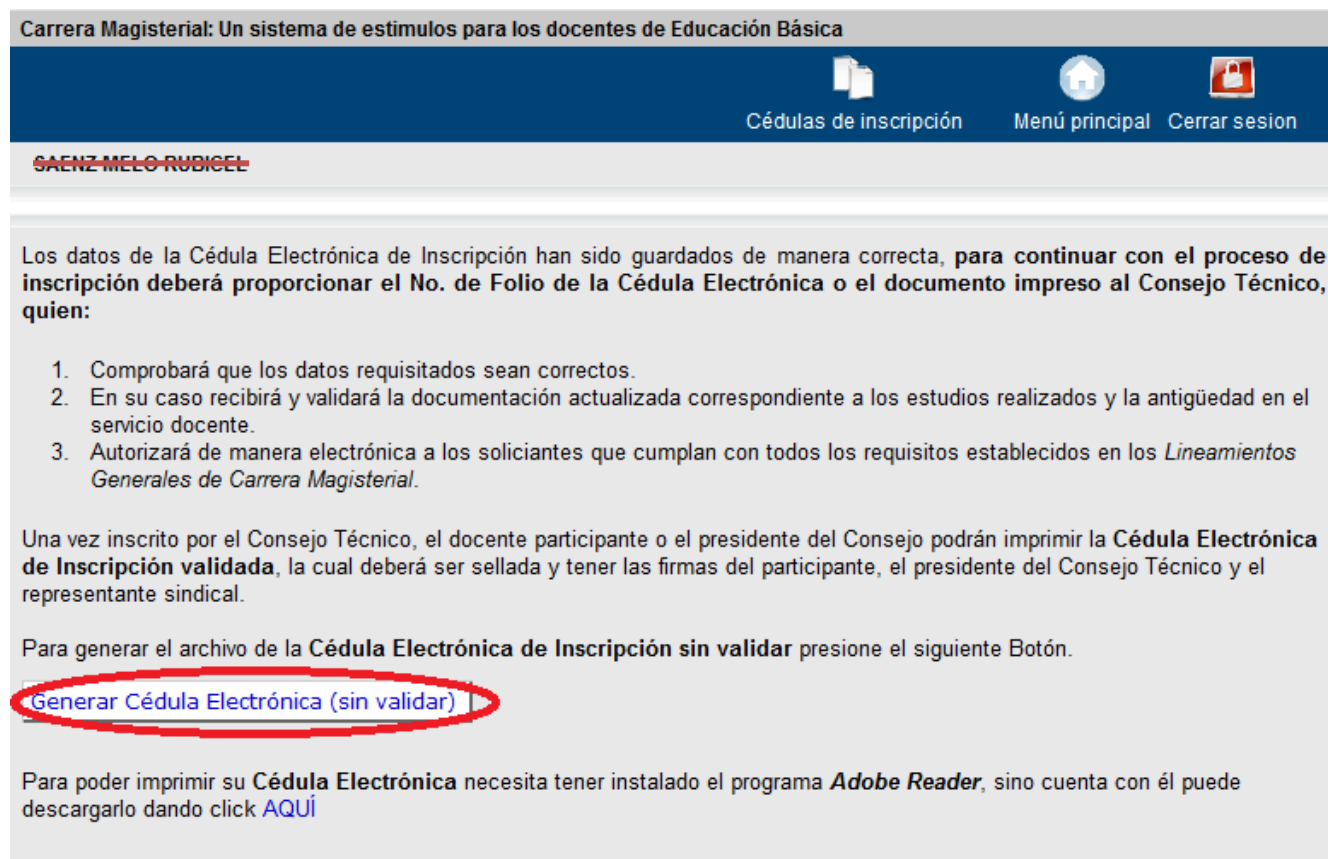 Carrera Magisterial: Un sistema de estimulos para los docentes de Educación Básica
Cédulas de inscripción Menú principal Cerrar sesion
SAENZ MELO RUBICEL
Los datos de la Cédula Electrónica de Inscripción han sido guardados de manera correcta, para continuar con el proceso de
inscripción deberá proporcionar el No. de Folio de la Cédula Electrónica o el documento impreso al Consejo Técnico,
quien:
1. Comprobará que los datos requisitados sean correctos.
2. En su caso recibirá y validará la documentación actualizada correspondiente a los estudios realizados y la antigüedad en el
servicio docente.
3. Autorizará de manera electrónica a los soliciantes que cumplan con todos los requisitos establecidos en los Lineamientos
Generales de Carrera Magisterial.
Una vez inscrito por el Consejo Técnico, el docente participante o el presidente del Consejo podrán imprimir la Cédula Electrónica
de Inscripción validada, la cual deberá ser sellada y tener las firmas del participante, el presidente del Consejo Técnico y el
representante sindical.
Para generar el archivo de la Cédula Electrónica de Inscripción sin validar presione el siguiente Botón.
Generar Cédula Electrónica (sin validar)
Para poder imprimir su Cédula Electrónica necesita tener instalado el programa Adobe Reader, sino cuenta con él puede
descargarlo dando click AQUÍ